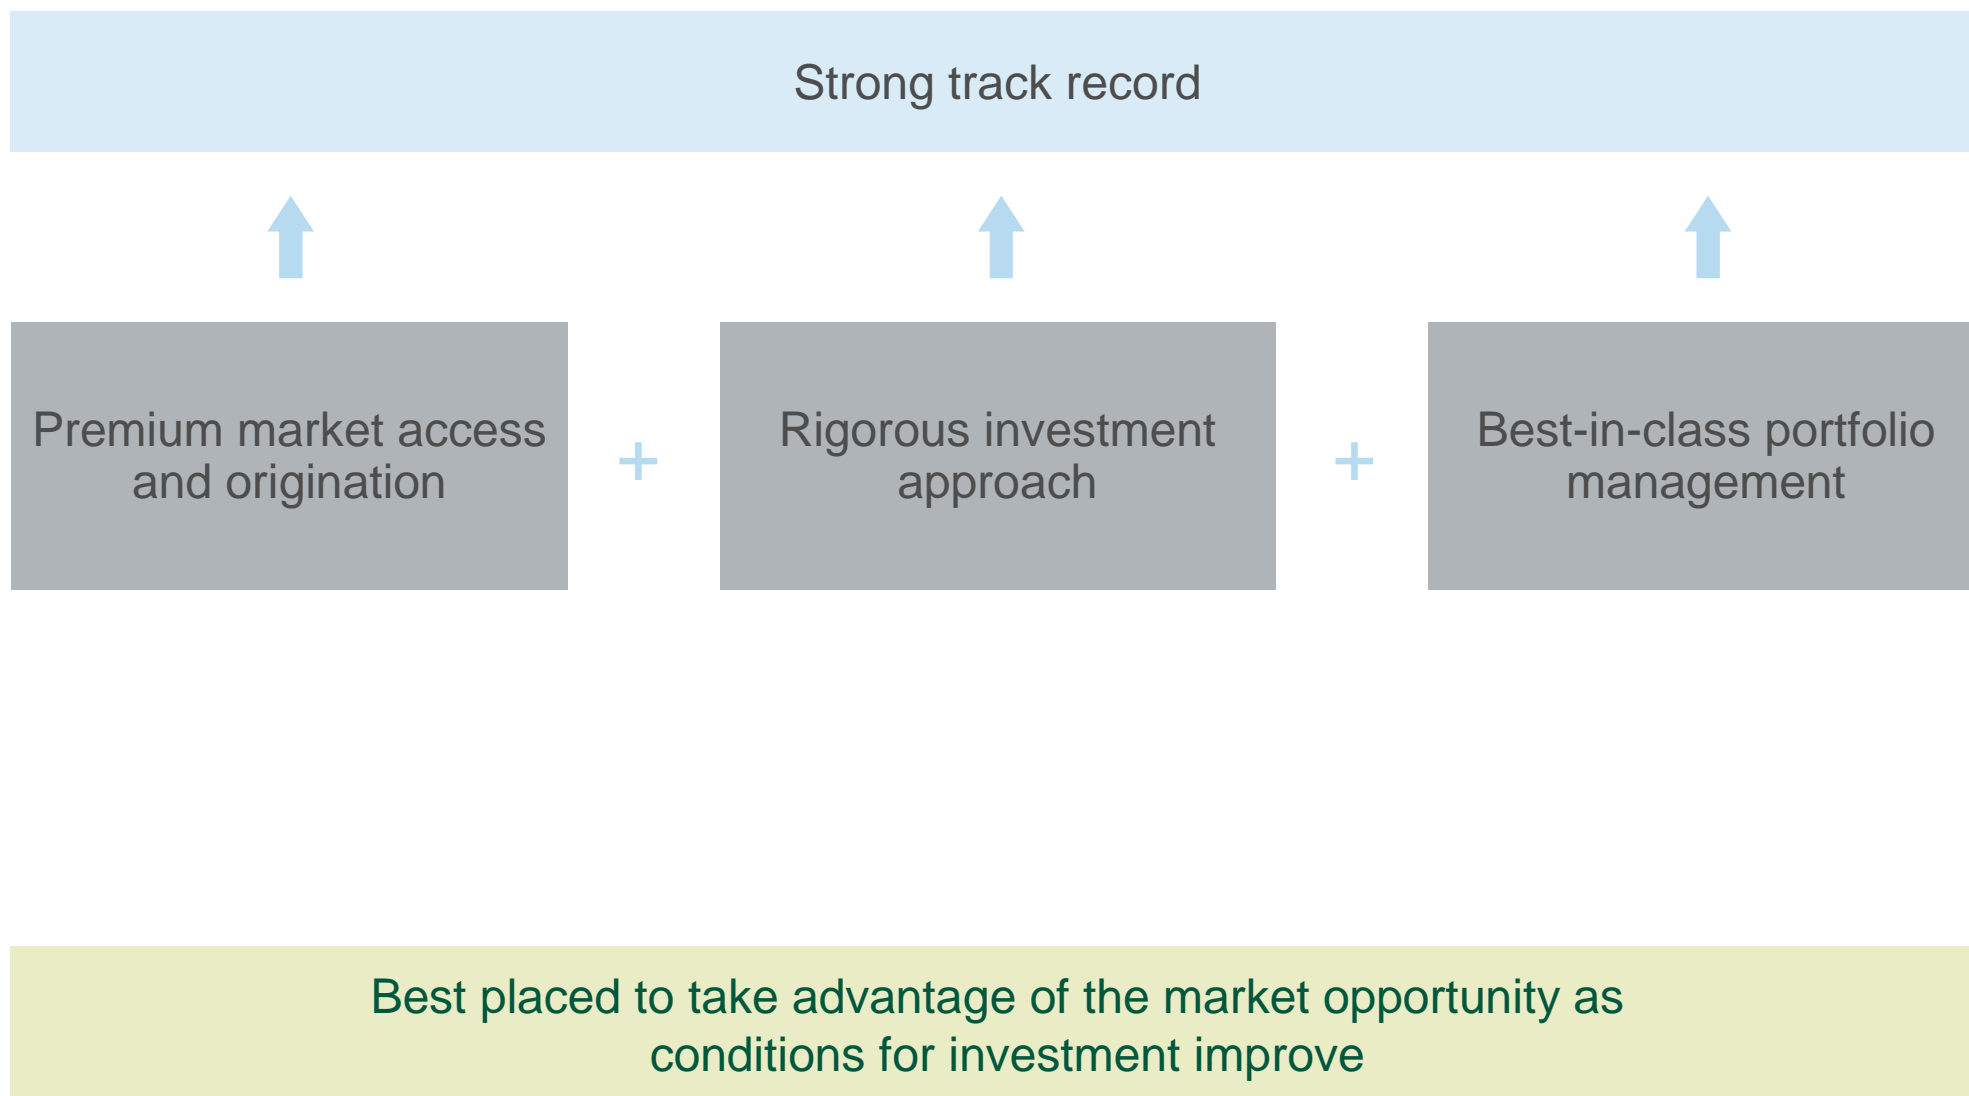 Strong track record
Premium market access
and origination
+
Rigorous investment
approach
+
Best-in-class portfolio
management
Best placed to take advantage of the market opportunity as
conditions for investment improve